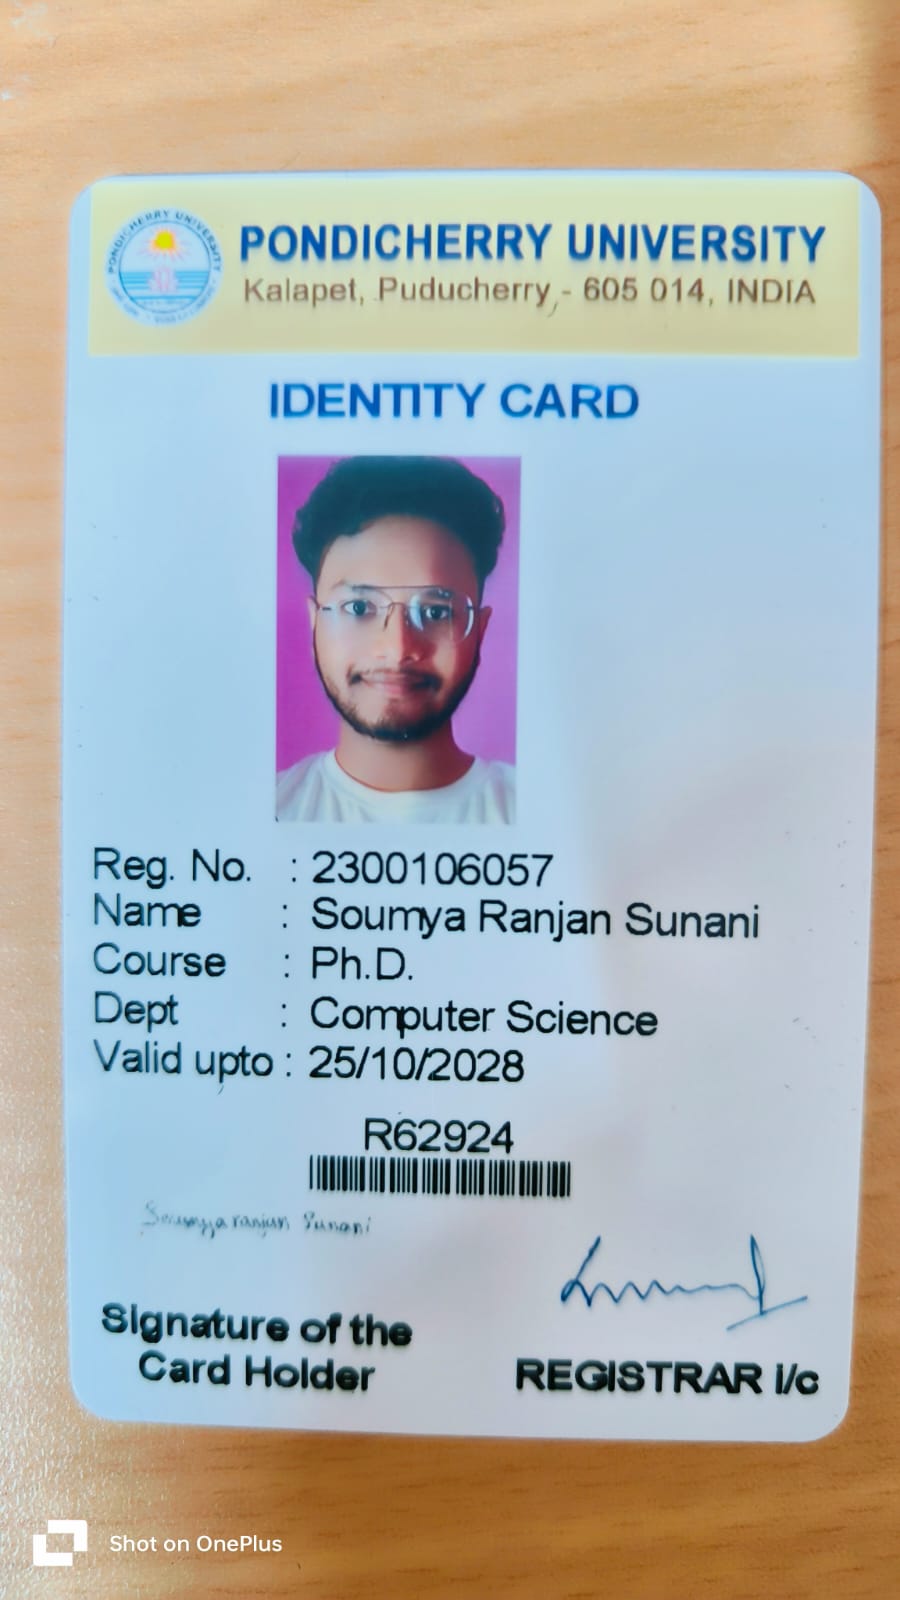 PONDICHERRY UNIVERSITY
PONDICHERRY UNIVERSITY
Kalapet, Puducherry - 605 014, INDIA
IDENTITY CARD
Reg. No. : 2300106057
Name : Soumya Ranjan Sunani
Course : Ph.D.
Dept : Computer Science
Valid upto : 25/10/2028
R62924
Soumyaranjan Sunani
Signature of the
Card Holder
REGISTRAR i/c
Shot on OnePlus